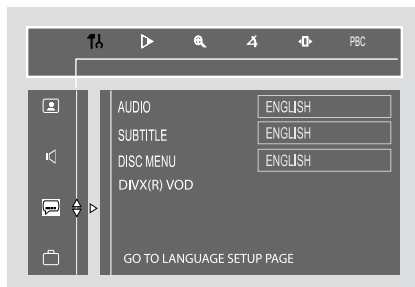 PBC
AUDIO ENGLISH
SUBTITLE ENGLISH
DISC MENU ENGLISH
DIVX(R) VOD
GO TO LANGUAGE SETUP PAGE